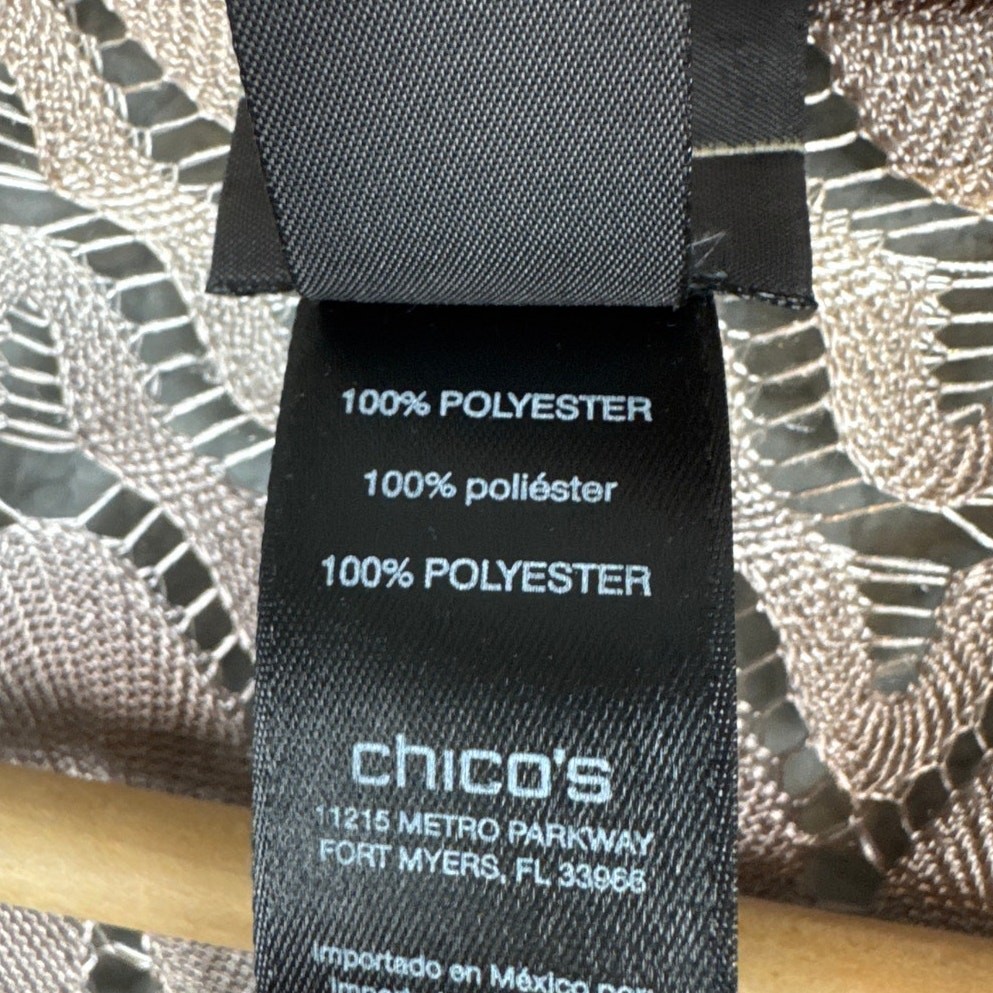 100% POLYESTER
100% poliéster
100% POLYESTER
chico's
11215 METRO PARKWAY
FORT MYERS, FL 33966
Importado en México por: